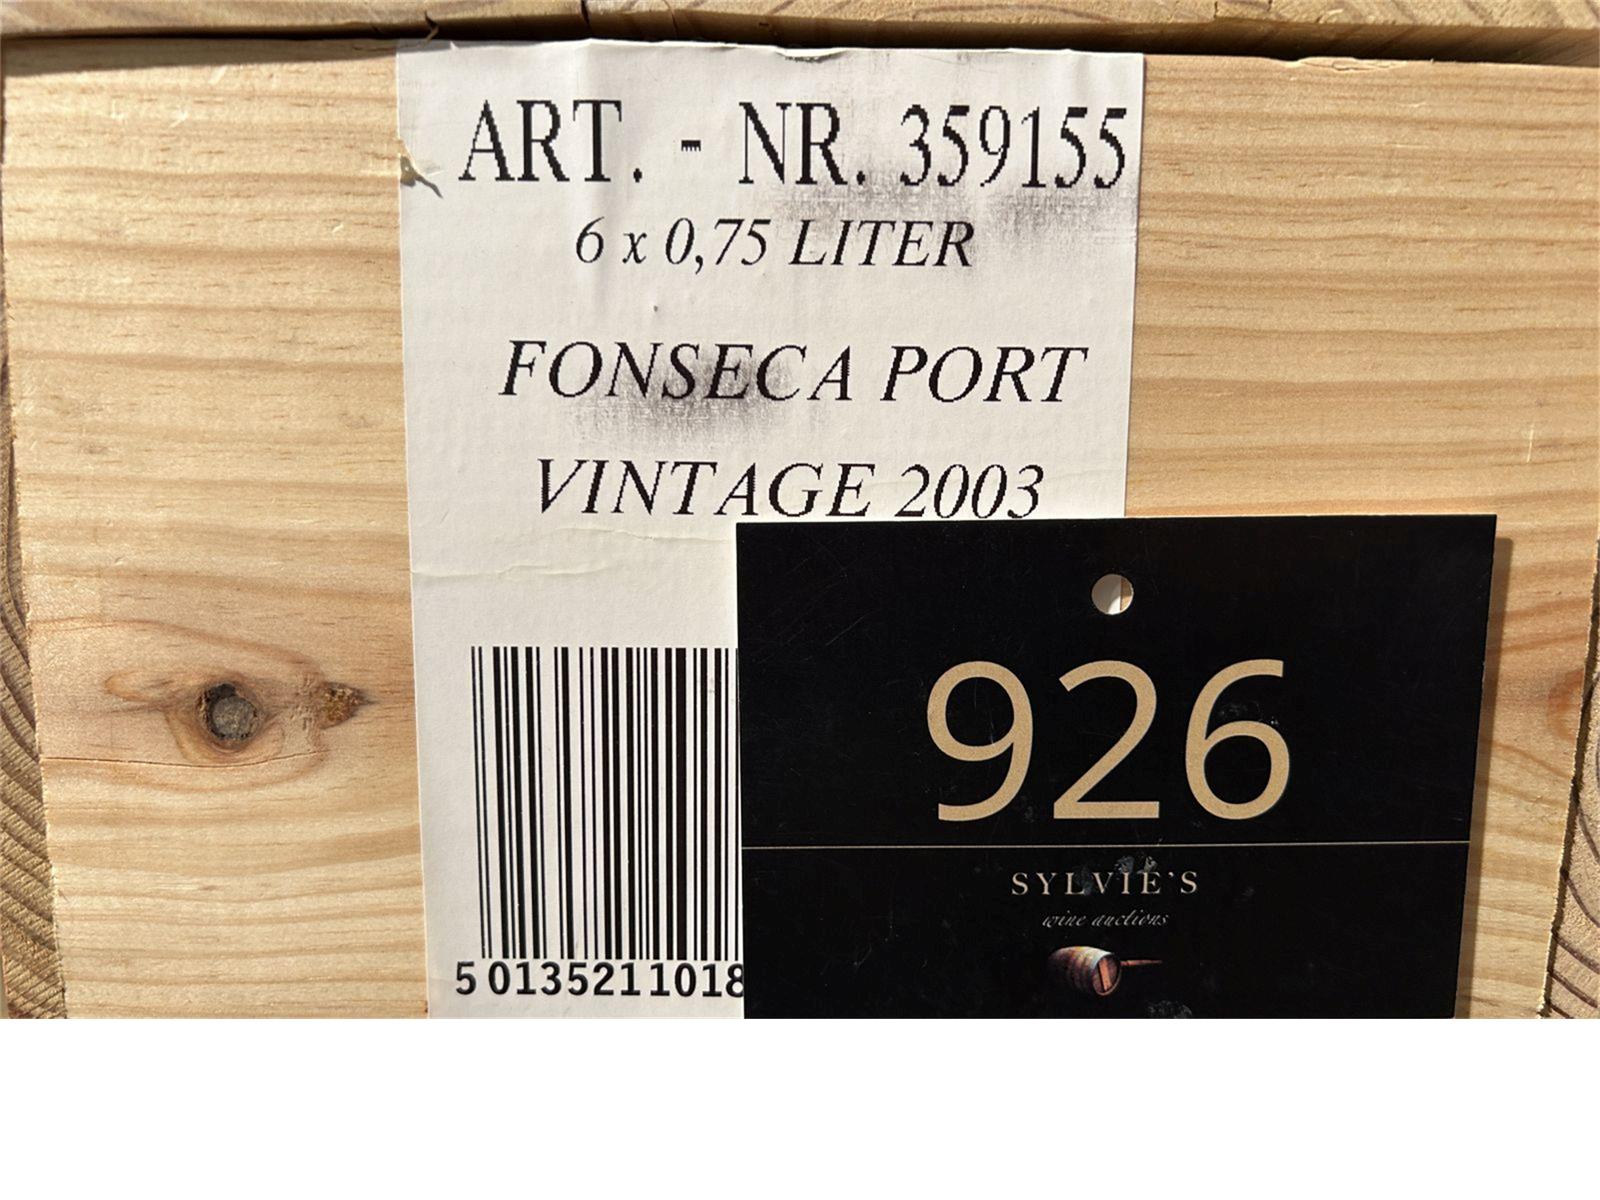 ART. - NR. 359155
6 x 0,75 LITER
FONSECA PORT
VINTAGE 2003
5 013521 1018
926
SYLVIE'S
wine auctions